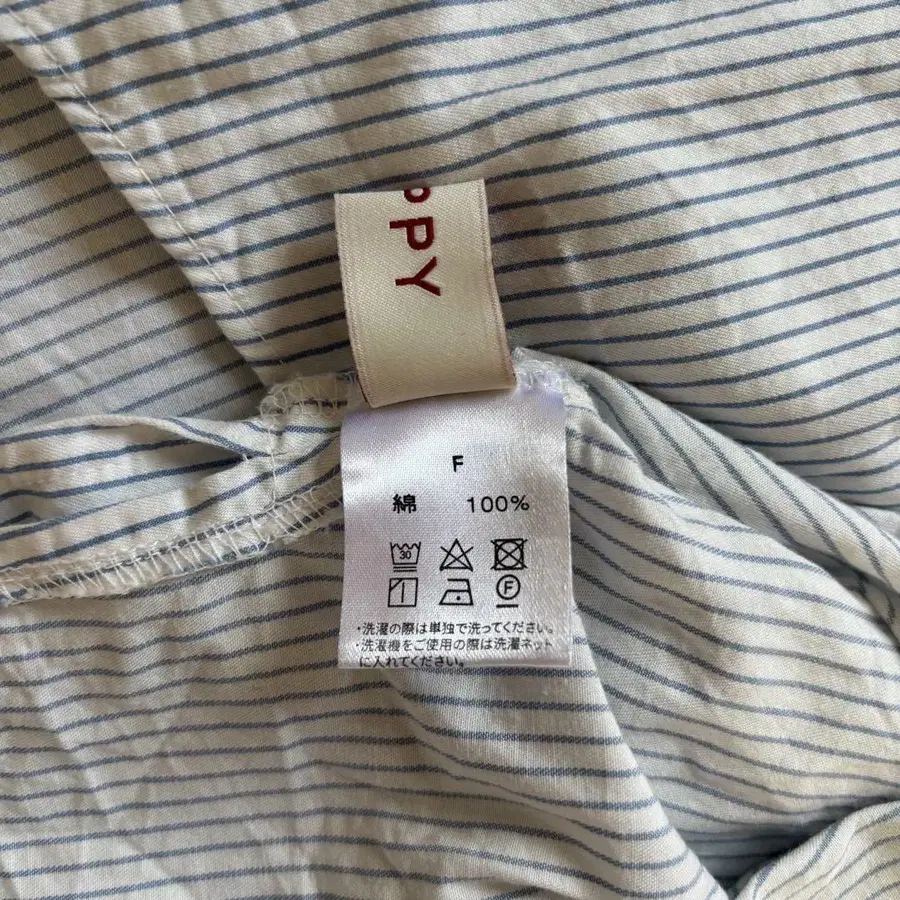 PPY
F
綿 100%
30
F
・洗濯の際は単独で洗ってください。
・洗濯機をご使用の際は洗濯ネット
に入れてください。